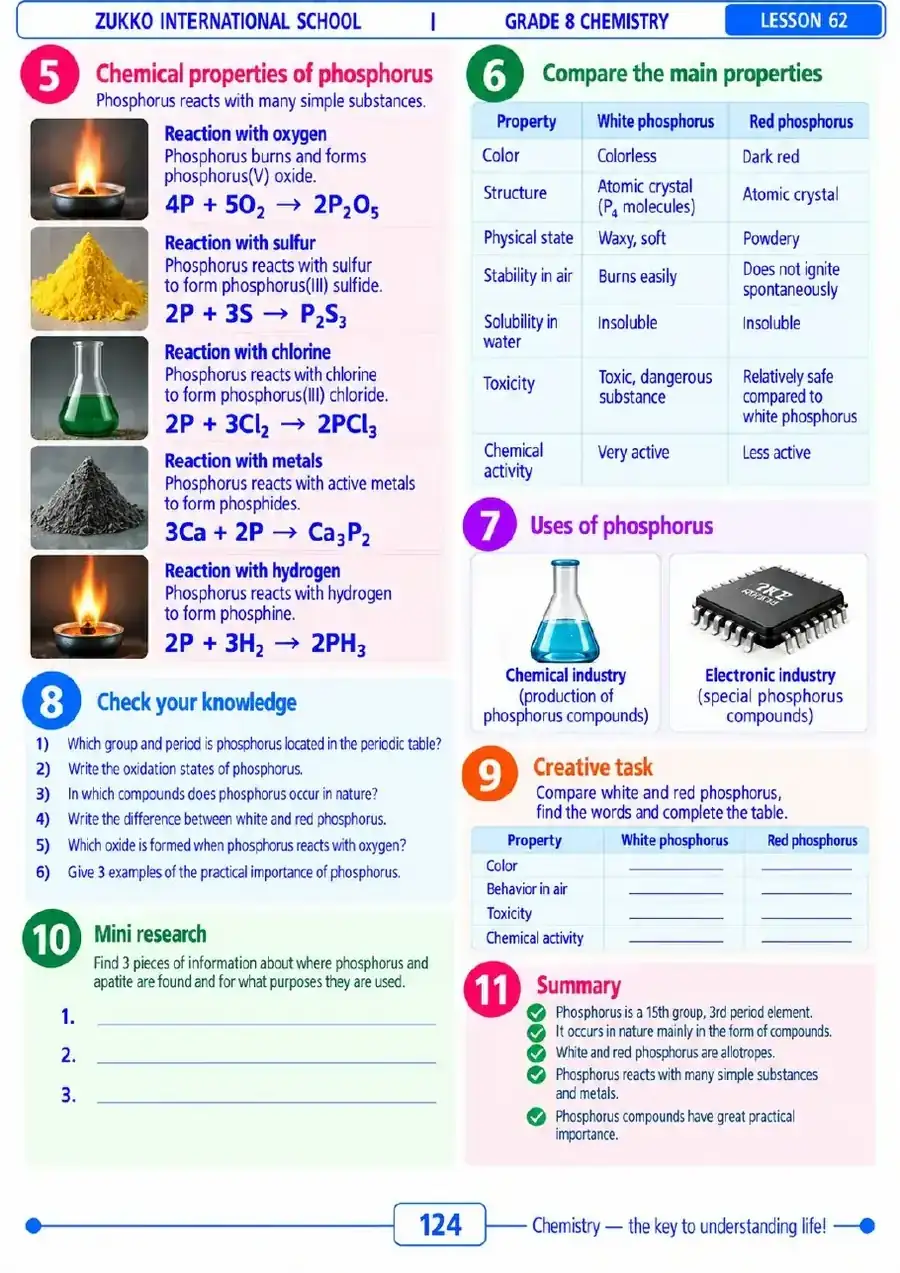 ZUKKO INTERNATIONAL SCHOOL | GRADE 8 CHEMISTRY LESSON 62
5 Chemical properties of phosphorus
Phosphorus reacts with many simple substances.
Reaction with oxygen
Phosphorus burns and forms
phosphorus(V) oxide.
4P + 5O₂ → 2P₂O₅
Reaction with sulfur
Phosphorus reacts with sulfur
to form phosphorus(III) sulfide.
2P + 3S → P₂S₃
Reaction with chlorine
Phosphorus reacts with chlorine
to form phosphorus(III) chloride.
2P + 3Cl₂ → 2PCl₃
Reaction with metals
Phosphorus reacts with active metals
to form phosphides.
3Ca + 2P → Ca₃P₂
Reaction with hydrogen
Phosphorus reacts with hydrogen
to form phosphine.
2P + 3H₂ → 2PH₃
6 Compare the main properties
Property White phosphorus Red phosphorus
Color Colorless Dark red
Structure Atomic crystal (P₄ molecules) Atomic crystal
Physical state Waxy, soft Powdery
Stability in air Burns easily Does not ignite spontaneously
Solubility in water Insoluble Insoluble
Toxicity Toxic, dangerous substance Relatively safe compared to white phosphorus
Chemical activity Very active Less active
7 Uses of phosphorus
Chemical industry
(production of
phosphorus compounds)
Electronic industry
(special phosphorus
compounds)
8 Check your knowledge
1) Which group and period is phosphorus located in the periodic table?
2) Write the oxidation states of phosphorus.
3) In which compounds does phosphorus occur in nature?
4) Write the difference between white and red phosphorus.
5) Which oxide is formed when phosphorus reacts with oxygen?
6) Give 3 examples of the practical importance of phosphorus.
9 Creative task
Compare white and red phosphorus,
find the words and complete the table.
Property White phosphorus Red phosphorus
Color
Behavior in air
Toxicity
Chemical activity
10 Mini research
Find 3 pieces of information about where phosphorus and
apatite are found and for what purposes they are used.
1.
2.
3.
11 Summary
Phosphorus is a 15th group, 3rd period element.
It occurs in nature mainly in the form of compounds.
White and red phosphorus are allotropes.
Phosphorus reacts with many simple substances
and metals.
Phosphorus compounds have great practical
importance.
124
Chemistry — the key to understanding life!